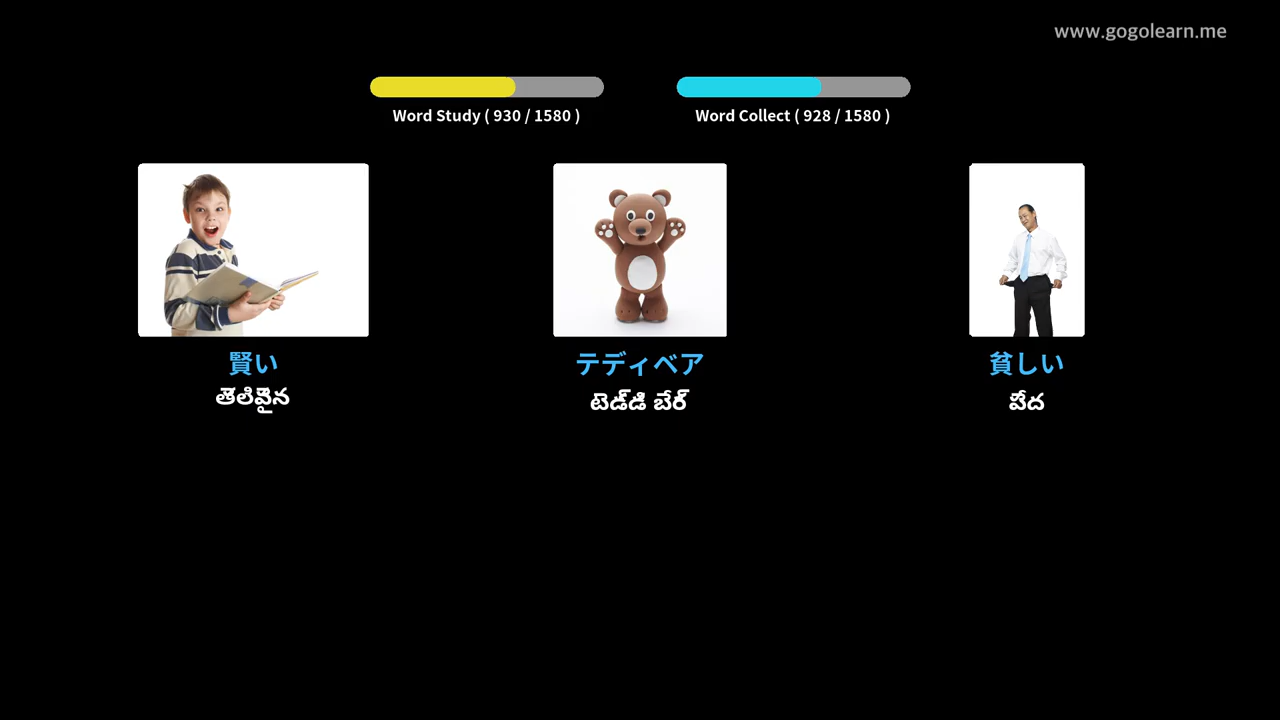 www.gogolearn.me
Word Study ( 930 / 1580 )
Word Collect ( 928 / 1580 )
賢い
テディベア
貧しい
తెలివైన
టెడ్డి బేర్
పేద